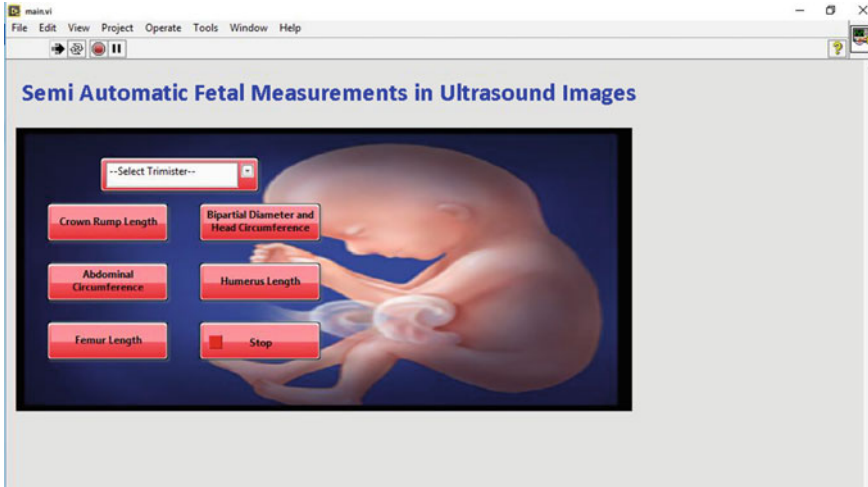 main.vi
File Edit View Project Operate Tools Window Help
?
Semi Automatic Fetal Measurements in Ultrasound Images
--Select Trimister--
Crown Rump Length
Bipartial Diameter and
Head Circumference
Abdominal
Circumference
Humerus Length
Femur Length
Stop